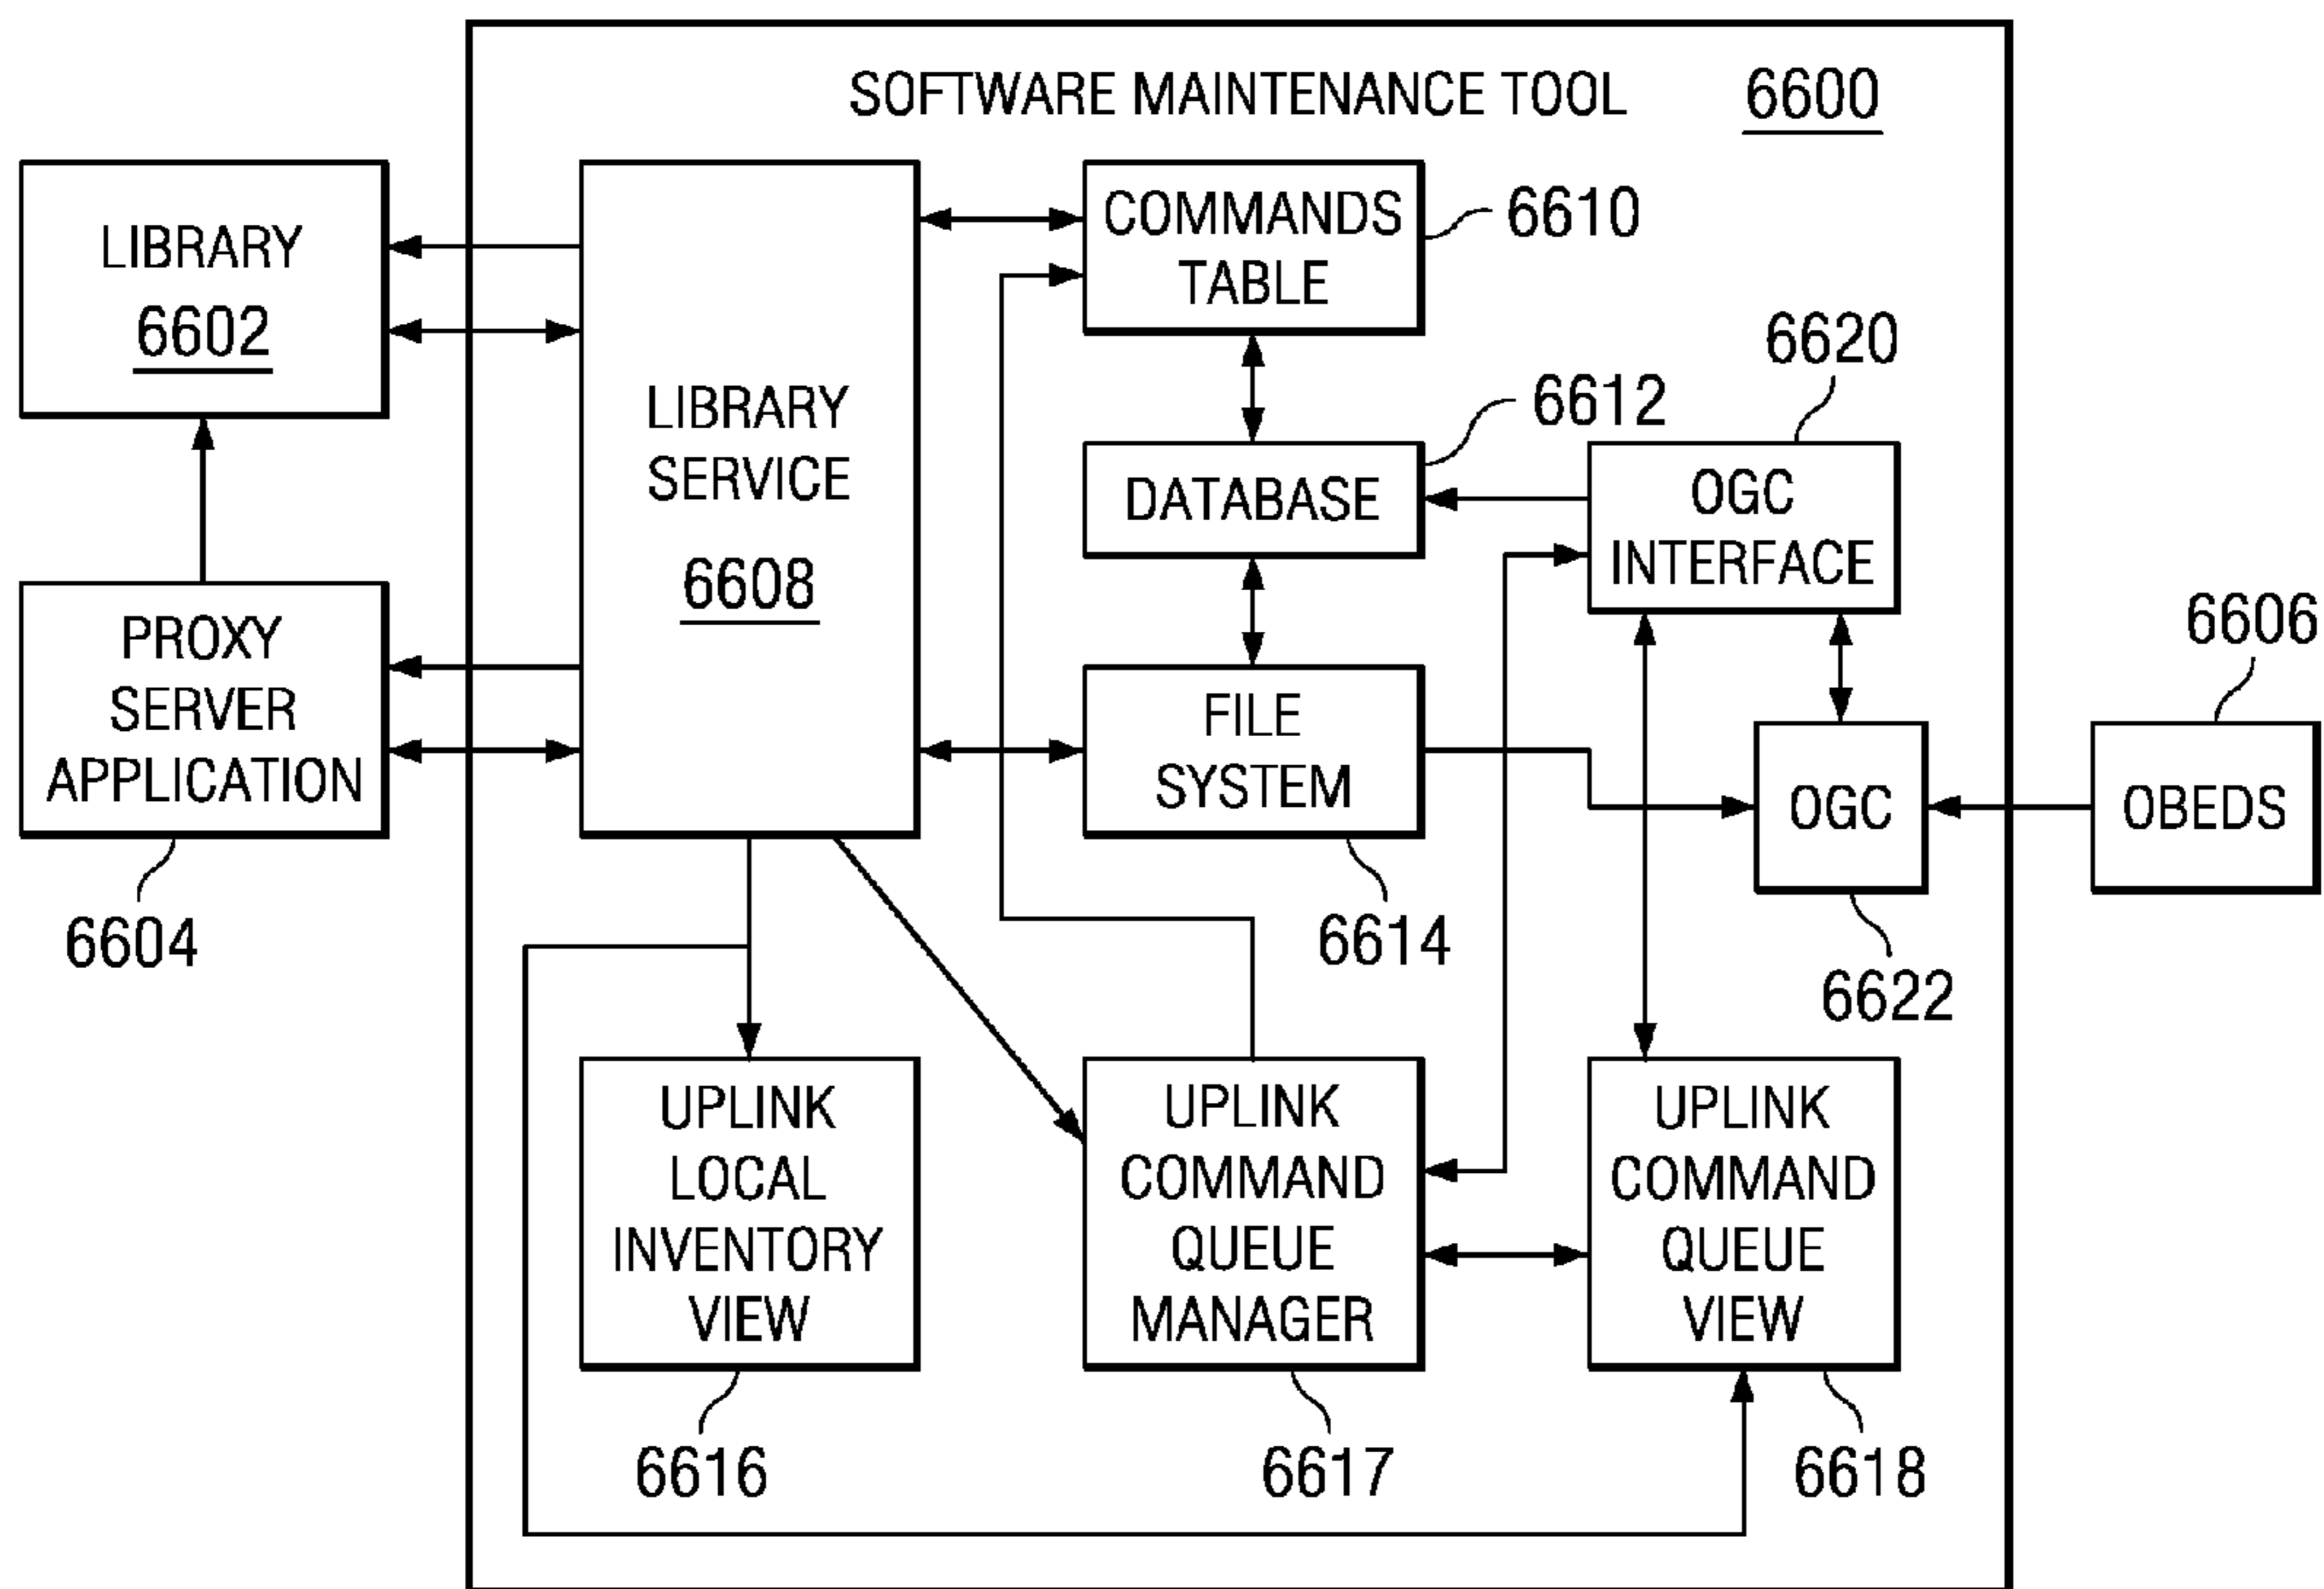 SOFTWARE MAINTENANCE TOOL
6600
LIBRARY
6602
PROXY
SERVER
APPLICATION
6604
LIBRARY
SERVICE
6608
COMMANDS
TABLE
6610
DATABASE
6612
FILE
SYSTEM
6614
OGC
INTERFACE
6620
OGC
6622
OBEDS
6606
UPLINK
LOCAL
INVENTORY
VIEW
6616
UPLINK
COMMAND
QUEUE
MANAGER
6617
UPLINK
COMMAND
QUEUE
VIEW
6618